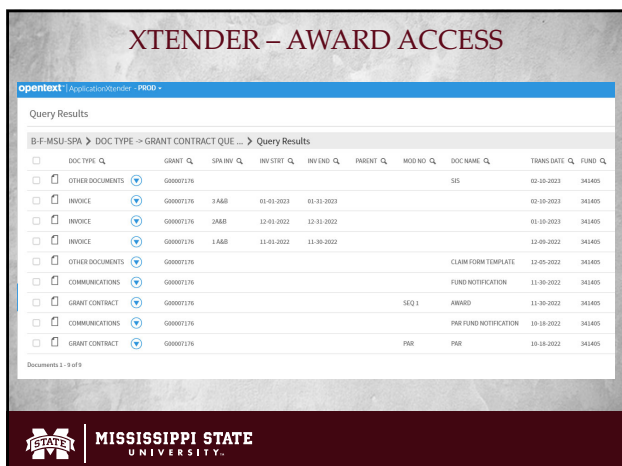 XTENDER – AWARD ACCESS
opentext™ | ApplicationXtender - PROD
Query Results
B-F-MSU-SPA > DOC TYPE -> GRANT CONTRACT QUE ... > Query Results
DOC TYPE GRANT SPA INV INV STRT INV END PARENT MOD NO DOC NAME TRANS DATE FUND
OTHER DOCUMENTS G00007176 SIS 02-10-2023 341405
INVOICE G00007176 3 A&B 01-01-2023 01-31-2023 02-10-2023 341405
INVOICE G00007176 2A&B 12-01-2022 12-31-2022 01-10-2023 341405
INVOICE G00007176 1 A&B 11-01-2022 11-30-2022 12-09-2022 341405
OTHER DOCUMENTS G00007176 CLAIM FORM TEMPLATE 12-05-2022 341405
COMMUNICATIONS G00007176 FUND NOTIFICATION 11-30-2022 341405
GRANT CONTRACT G00007176 SEQ 1 AWARD 11-30-2022 341405
COMMUNICATIONS G00007176 PAR FUND NOTIFICATION 10-18-2022 341405
GRANT CONTRACT G00007176 PAR PAR 10-18-2022 341405
Documents 1 - 9 of 9
STATE MISSISSIPPI STATE
UNIVERSITY™